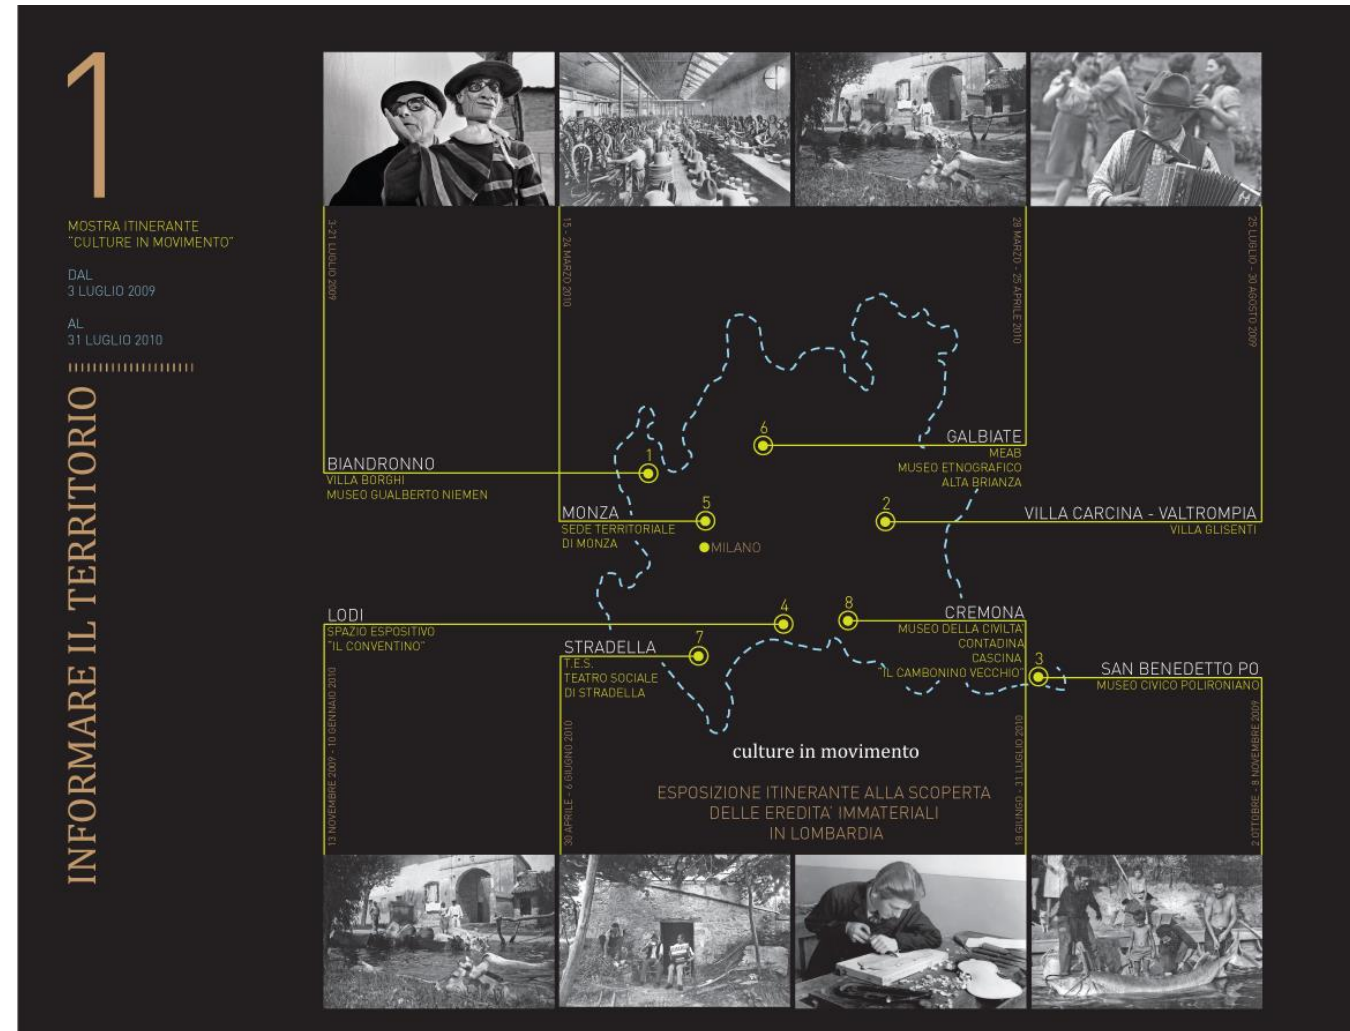 1
MOSTRA ITINERANTE
"CULTURE IN MOVIMENTO"
DAL
3 LUGLIO 2009
AL
31 LUGLIO 2010
INFORMARE IL TERRITORIO
3-21 LUGLIO 2009
15 - 24 MARZO 2010
28 MARZO - 25 APRILE 2010
25 LUGLIO - 30 AGOSTO 2009
6
GALBIATE
MEAB
MUSEO ETNOGRAFICO
ALTA BRIANZA
1
BIANDRONNO
VILLA BORGHI
MUSEO GUALBERTO NIEMEN
5
MONZA
SEDE TERRITORIALE
DI MONZA
2
VILLA CARCINA - VALTROMPIA
VILLA GLISENTI
MILANO
4
LODI
SPAZIO ESPOSITIVO
"IL CONVENTINO"
8
CREMONA
MUSEO DELLA CIVILTA'
CONTADINA
CASCINA
"IL CAMBONINO VECCHIO"
7
STRADELLA
T.E.S.
TEATRO SOCIALE
DI STRADELLA
3
SAN BENEDETTO PO
MUSEO CIVICO POLIRONIANO
13 NOVEMBRE 2009 - 10 GENNAIO 2010
30 APRILE - 6 GIUGNO 2010
18 GIUNGO - 31 LUGLIO 2010
2 OTTOBRE - 8 NOVEMBRE 2009
culture in movimento
ESPOSIZIONE ITINERANTE ALLA SCOPERTA
DELLE EREDITA' IMMATERIALI
IN LOMBARDIA